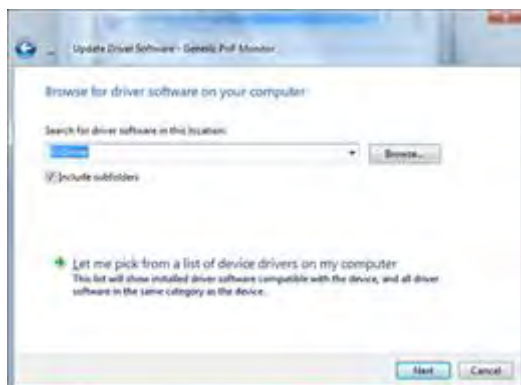 Update Driver Software - Generic PnP Monitor
Browse for driver software on your computer
Search for driver software in this location:
Browse...
Include subfolders
Let me pick from a list of device drivers on my computer
This list will show installed driver software compatible with the device, and all driver
software in the same category as the device.
Next
Cancel